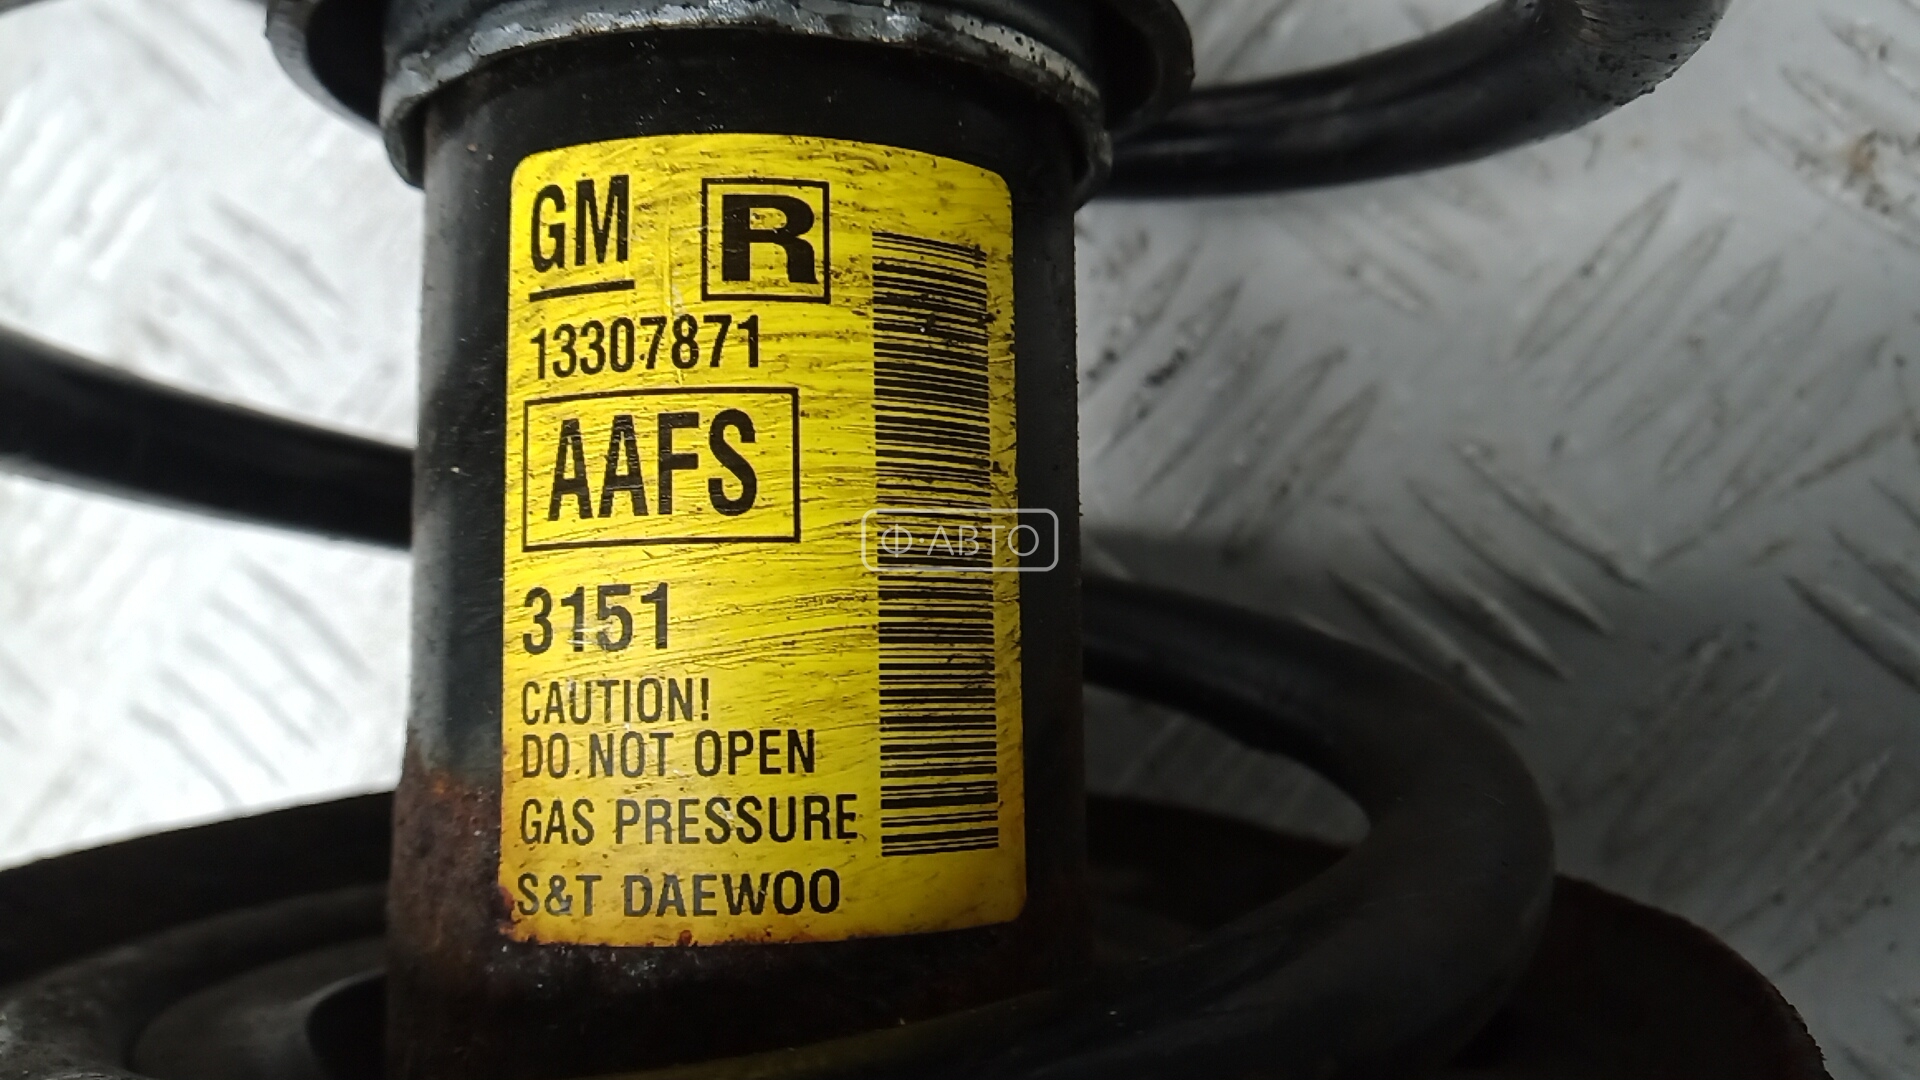 GM R
13307871
AAFS
3151
CAUTION!
DO NOT OPEN
GAS PRESSURE
S&T DAEWOO
Ф·АВТО